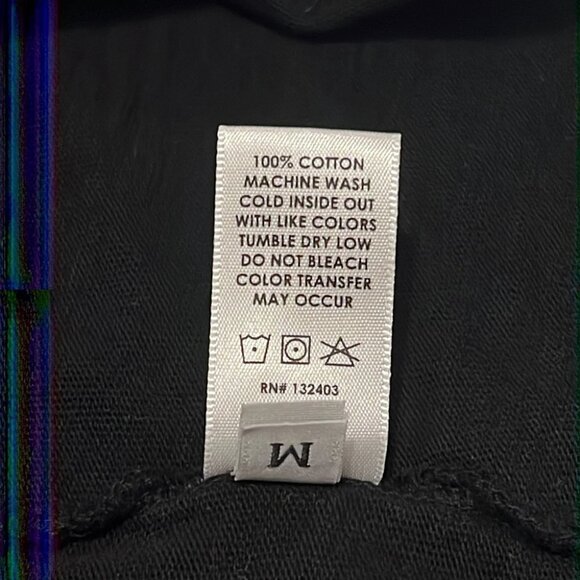 100% COTTON
MACHINE WASH
COLD INSIDE OUT
WITH LIKE COLORS
TUMBLE DRY LOW
DO NOT BLEACH
COLOR TRANSFER
MAY OCCUR
RN# 132403
M